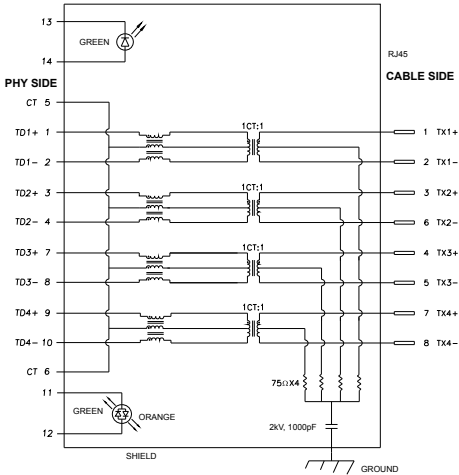 13
GREEN
14
RJ45
PHY SIDE
CABLE SIDE
CT 5
1CT:1
TD1+ 1
1 TX1+
TD1- 2
2 TX1-
1CT:1
TD2+ 3
3 TX2+
TD2- 4
6 TX2-
1CT:1
TD3+ 7
4 TX3+
TD3- 8
5 TX3-
1CT:1
TD4+ 9
7 TX4+
TD4- 10
8 TX4-
CT 6
75ΩX4
11
GREEN
ORANGE
2kV, 1000pF
12
SHIELD
GROUND